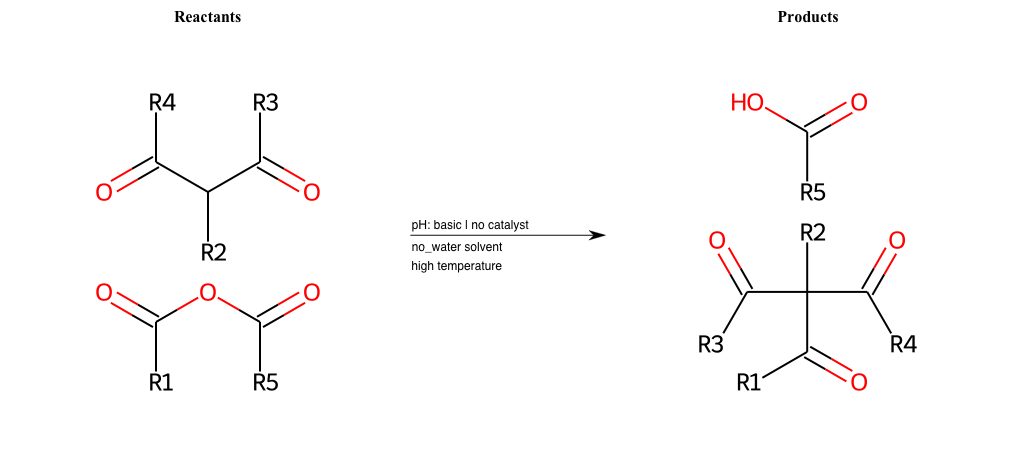 Reactants
Products
R4
R3
O
O
R2
O
O
O
R1
R5
pH: basic | no catalyst
no_water solvent
high temperature
HO
O
R5
R2
O
O
R3
R4
R1
O